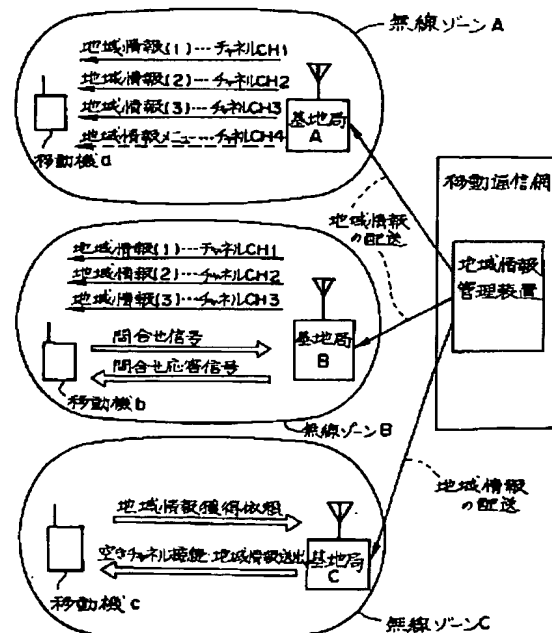 無線ゾーンA
地域情報(1)…チャネルCH1
地域情報(2)…チャネルCH2
地域情報(3)…チャネルCH3
地域情報メニュー…チャネルCH4
移動機a
基地局
A
移動通信網
地域情報
の配送
地域情報
管理装置
地域情報(1)…チャネルCH1
地域情報(2)…チャネルCH2
地域情報(3)…チャネルCH3
問合せ信号
問合せ応答信号
移動機b
基地局
B
無線ゾーンB
地域情報
の配送
地域情報獲得依頼
空きチャネル接続・地域情報送出
移動機c
基地局
C
無線ゾーンC